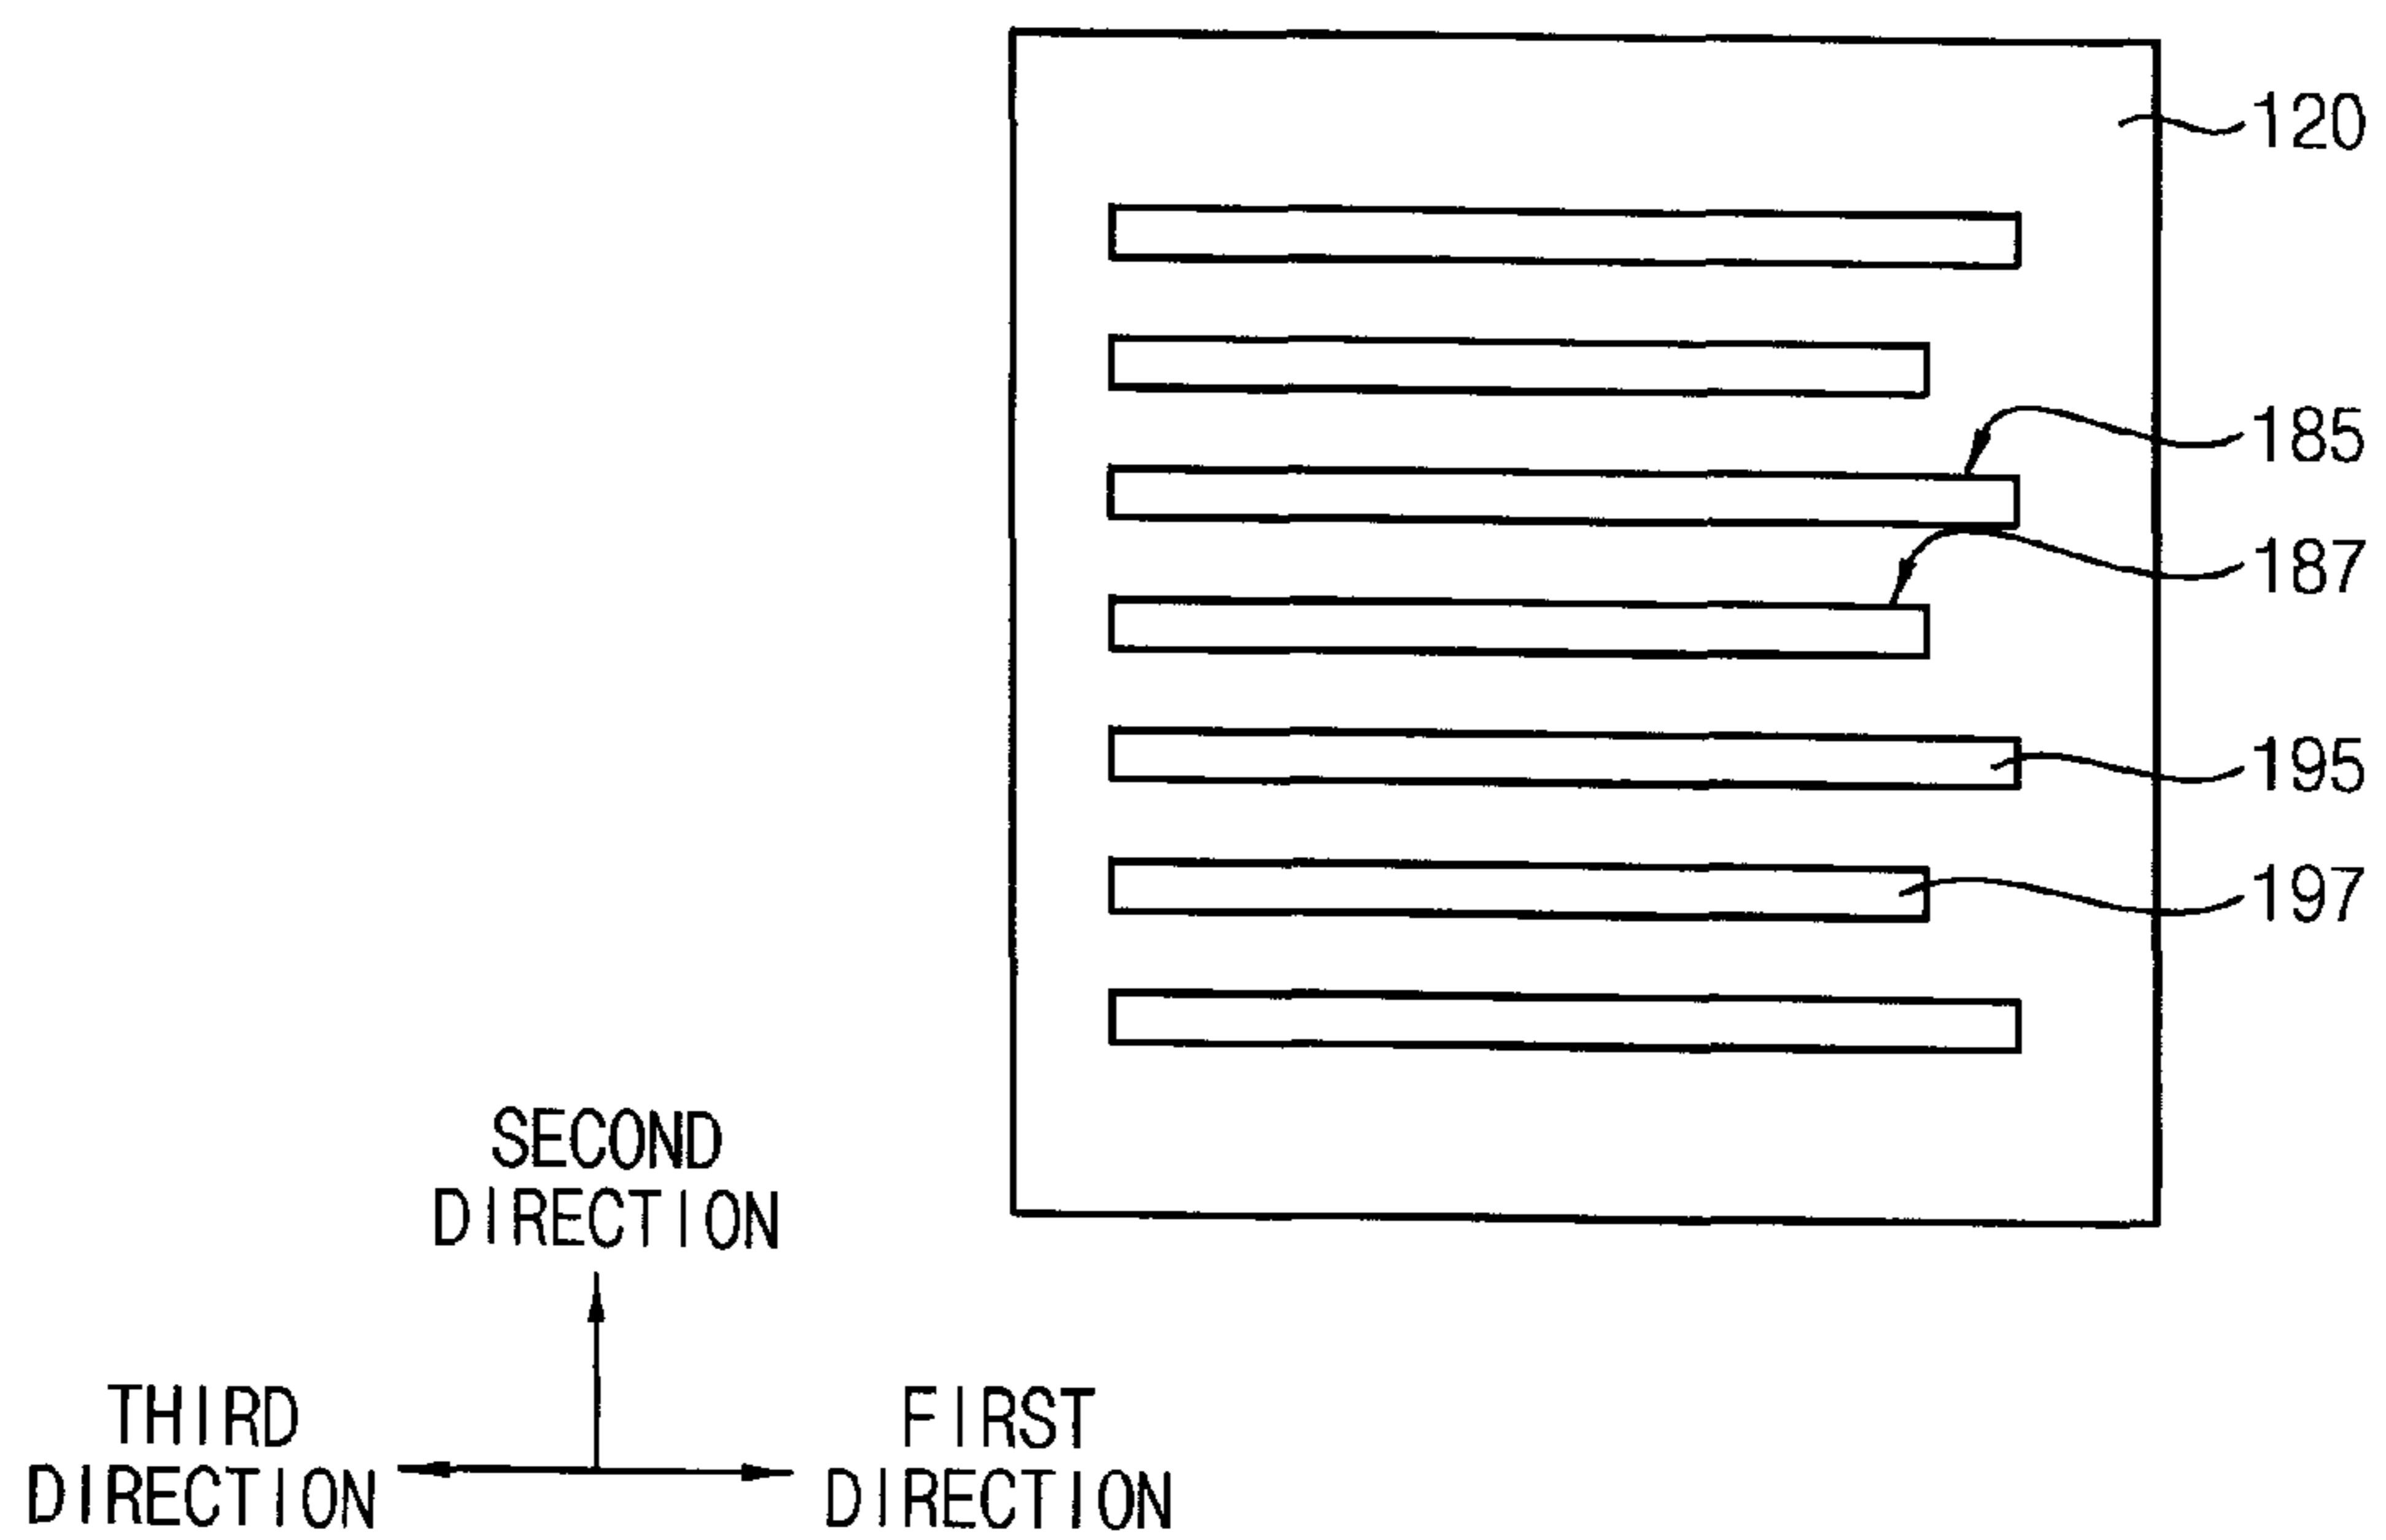 120
185
187
195
197
SECOND
DIRECTION
THIRD
DIRECTION
FIRST
DIRECTION